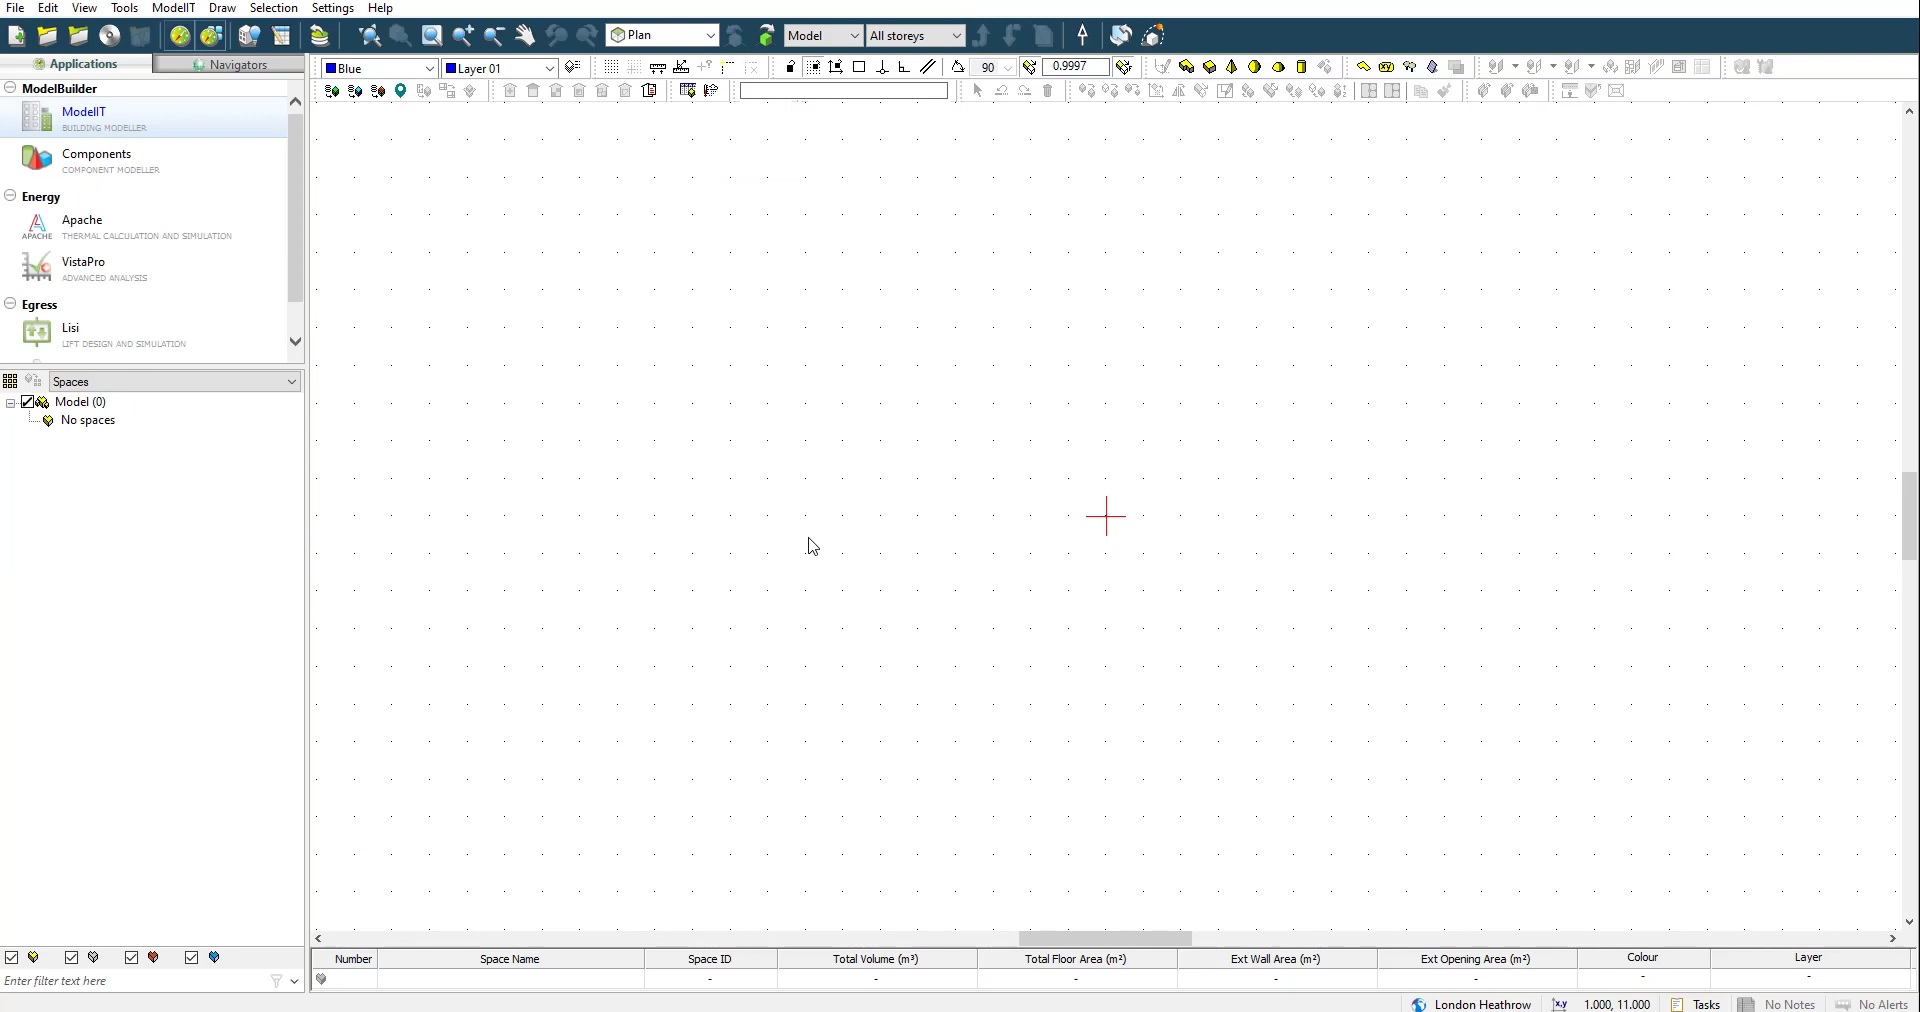 File Edit View Tools ModelIT Draw Selection Settings Help
Plan Model All storeys
Applications Navigators Blue Layer 01 90 0.9997
ModelBuilder
ModelIT
BUILDING MODELLER
Components
COMPONENT MODELLER
Energy
Apache
APACHE THERMAL CALCULATION AND SIMULATION
VistaPro
ADVANCED ANALYSIS
Egress
Lisi
LIFT DESIGN AND SIMULATION
Spaces
Model (0)
No spaces
Enter filter text here
Number Space Name Space ID Total Volume (m³) Total Floor Area (m²) Ext Wall Area (m²) Ext Opening Area (m²) Colour Layer
- - - - - - -
London Heathrow x,y 1.000, 11.000 Tasks No Notes No Alerts